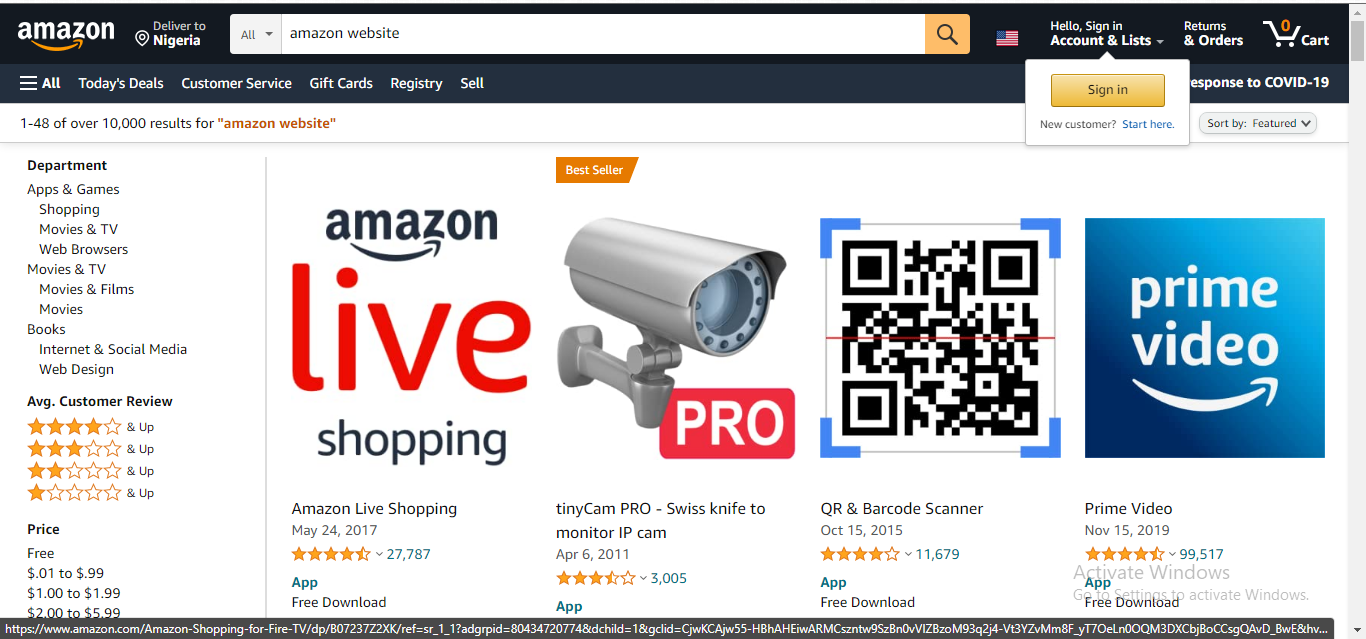 amazon
Deliver to
Nigeria
All
amazon website
Hello, Sign in
Account & Lists
Returns
& Orders
0
Cart
All
Today's Deals
Customer Service
Gift Cards
Registry
Sell
esponse to COVID-19
Sign in
New customer? Start here.
1-48 of over 10,000 results for "amazon website"
Sort by: Featured
Department
Apps & Games
Shopping
Movies & TV
Web Browsers
Movies & TV
Movies & Films
Movies
Books
Internet & Social Media
Web Design
Avg. Customer Review
& Up
& Up
& Up
& Up
Price
Free
$.01 to $.99
$1.00 to $1.99
$2.00 to $5.99
amazon
live
shopping
Amazon Live Shopping
May 24, 2017
27,787
App
Free Download
Best Seller
PRO
tinyCam PRO - Swiss knife to
monitor IP cam
Apr 6, 2011
3,005
App
QR & Barcode Scanner
Oct 15, 2015
11,679
App
Free Download
prime
video
Prime Video
Nov 15, 2019
99,517
App
Free Download
Activate Windows
Go to Settings to activate Windows.
https://www.amazon.com/Amazon-Shopping-for-Fire-TV/dp/B07237Z2XK/ref=sr_1_1?adgrpid=80434720774&dchild=1&gclid=CjwKCAjw55-HBhAHEiwARMCszntw9SzBn0vVIZBzoM93q2j4-Vt3YZvMm8F_yT7OeLn0OQM3DXCbjBoCCsgQAvD_BwE&hv...